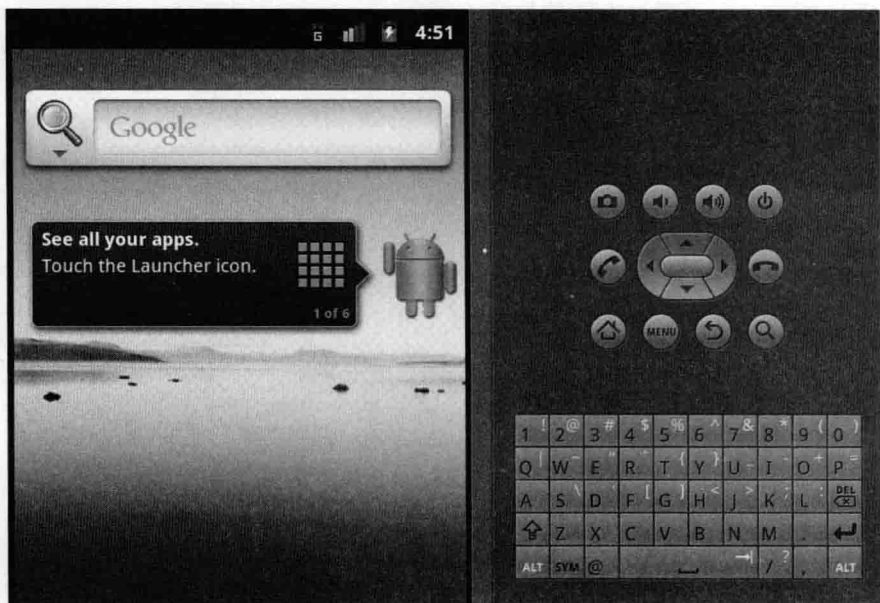 G 4:51
Google
See all your apps.
Touch the Launcher icon.
1 of 6
MENU
1 ! 2 @ 3 # 4 $ 5 % 6 ^ 7 & 8 * 9 ( 0 )
Q | W ~ E " R ` T { Y } U _ I - O + P =
A S \ D ' F [ G ] H < J > K ; L : DEL
Z X C V B N M .
ALT SYM @ / ? , ALT